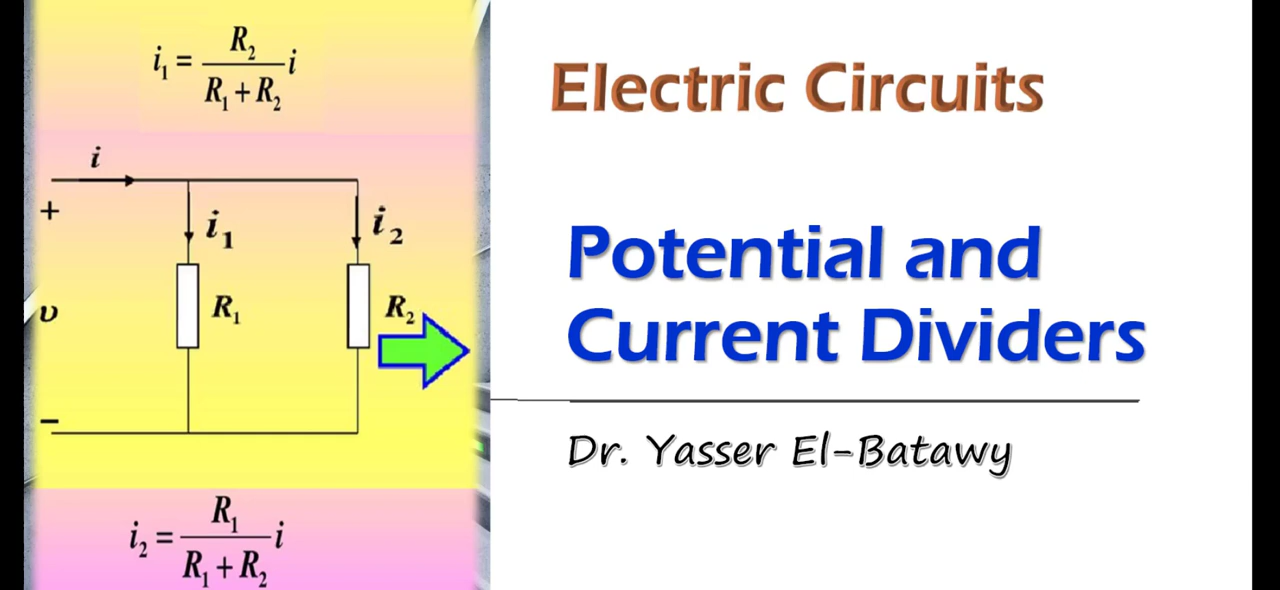 i₁ = R₂ / (R₁ + R₂) i
i
+
i₁
i₂
υ
R₁
R₂
−
i₂ = R₁ / (R₁ + R₂) i
Electric Circuits
Potential and
Current Dividers
Dr. Yasser El-Batawy